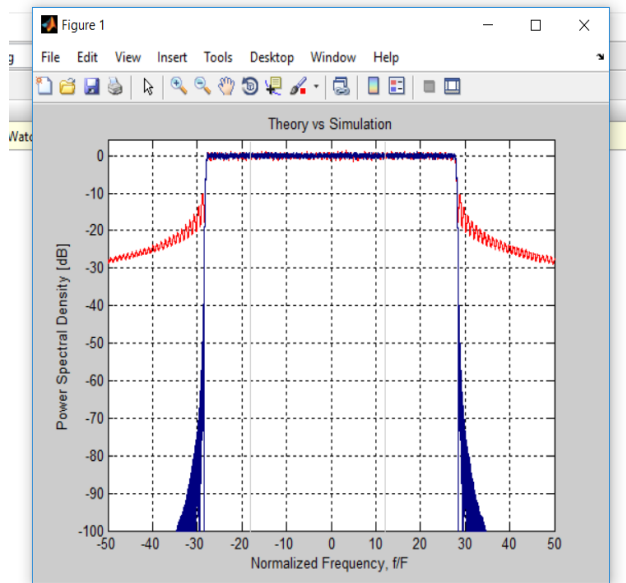 Figure 1
File Edit View Insert Tools Desktop Window Help
Theory vs Simulation
Power Spectral Density [dB]
0
-10
-20
-30
-40
-50
-60
-70
-80
-90
-100
-50 -40 -30 -20 -10 0 10 20 30 40 50
Normalized Frequency, f/F